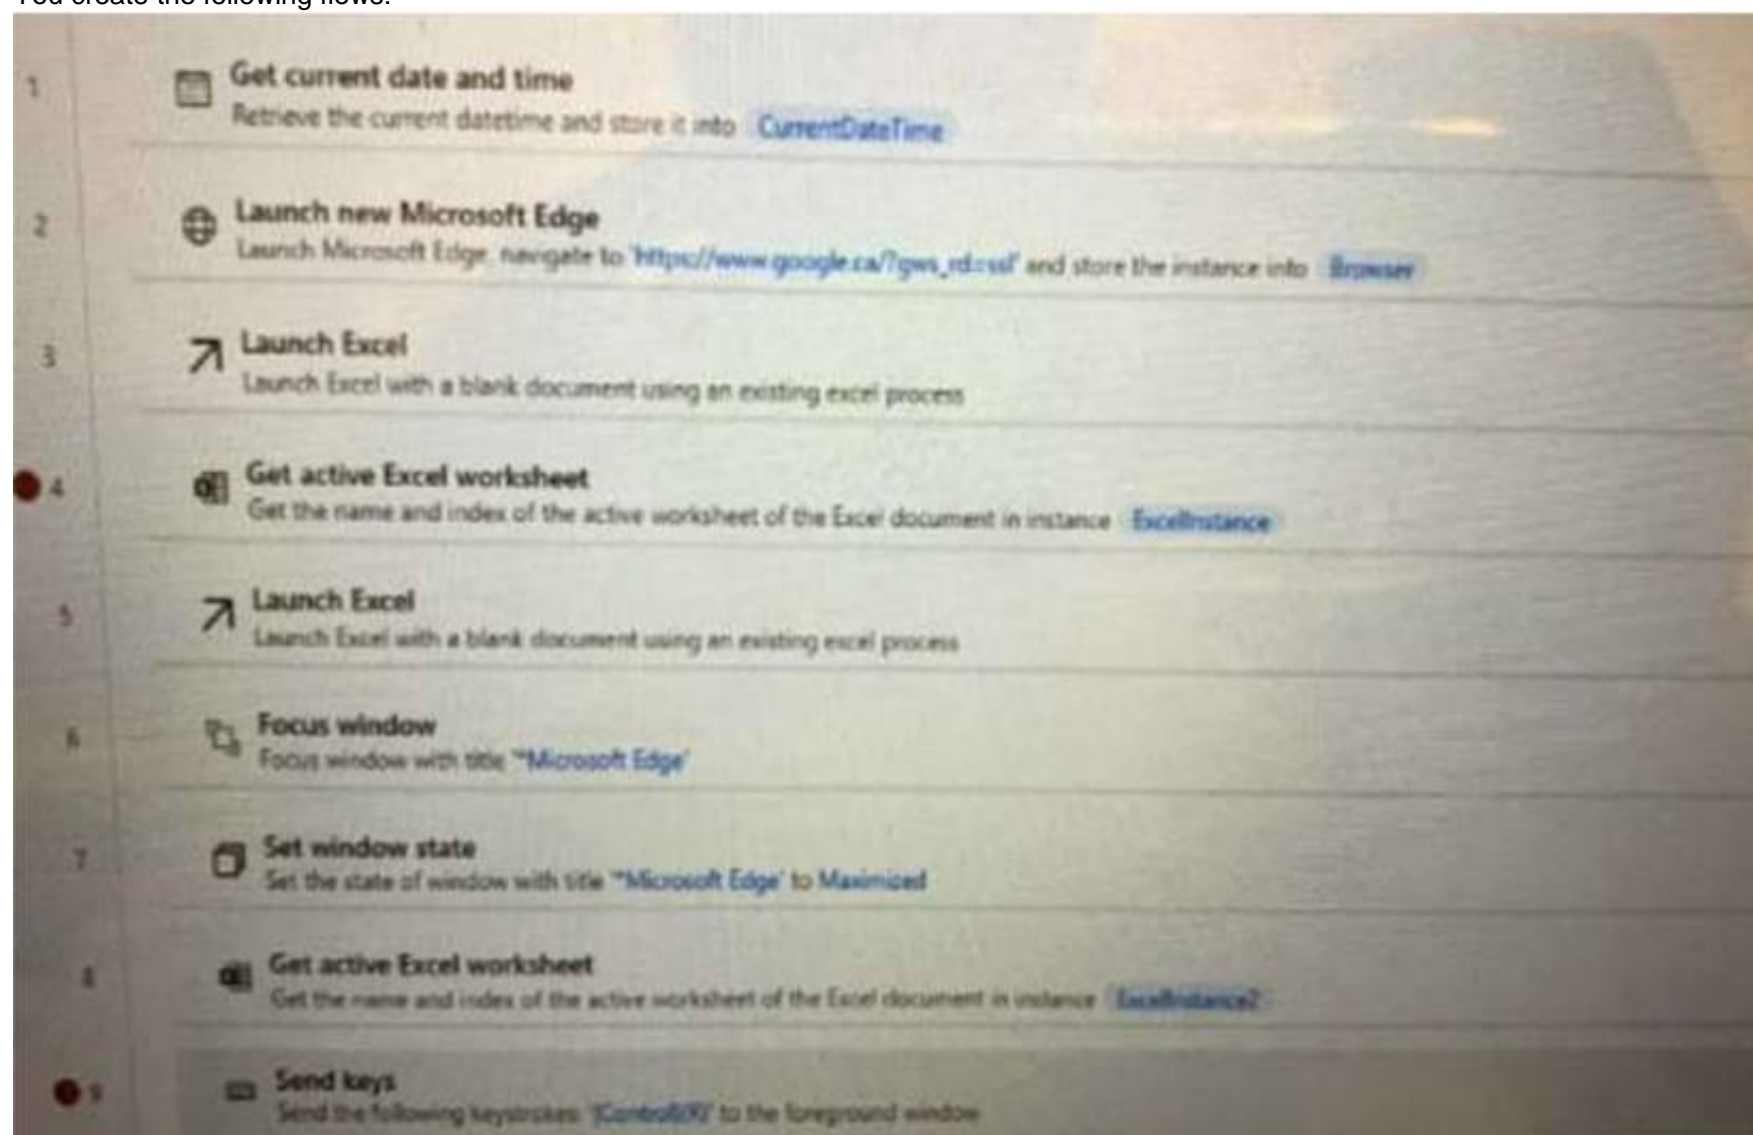 You create the following flows:
1
Get current date and time
Retrieve the current datetime and store it into CurrentDateTime
2
Launch new Microsoft Edge
Launch Microsoft Edge, navigate to 'https://www.google.ca/?gws_rd=ssl' and store the instance into Browser
3
Launch Excel
Launch Excel with a blank document using an existing excel process
4
Get active Excel worksheet
Get the name and index of the active worksheet of the Excel document in instance ExcelInstance
5
Launch Excel
Launch Excel with a blank document using an existing excel process
6
Focus window
Focus window with title '*Microsoft Edge'
7
Set window state
Set the state of window with title '*Microsoft Edge' to Maximized
8
Get active Excel worksheet
Get the name and index of the active worksheet of the Excel document in instance ExcelInstance2
9
Send keys
Send the following keystrokes: to the foreground window